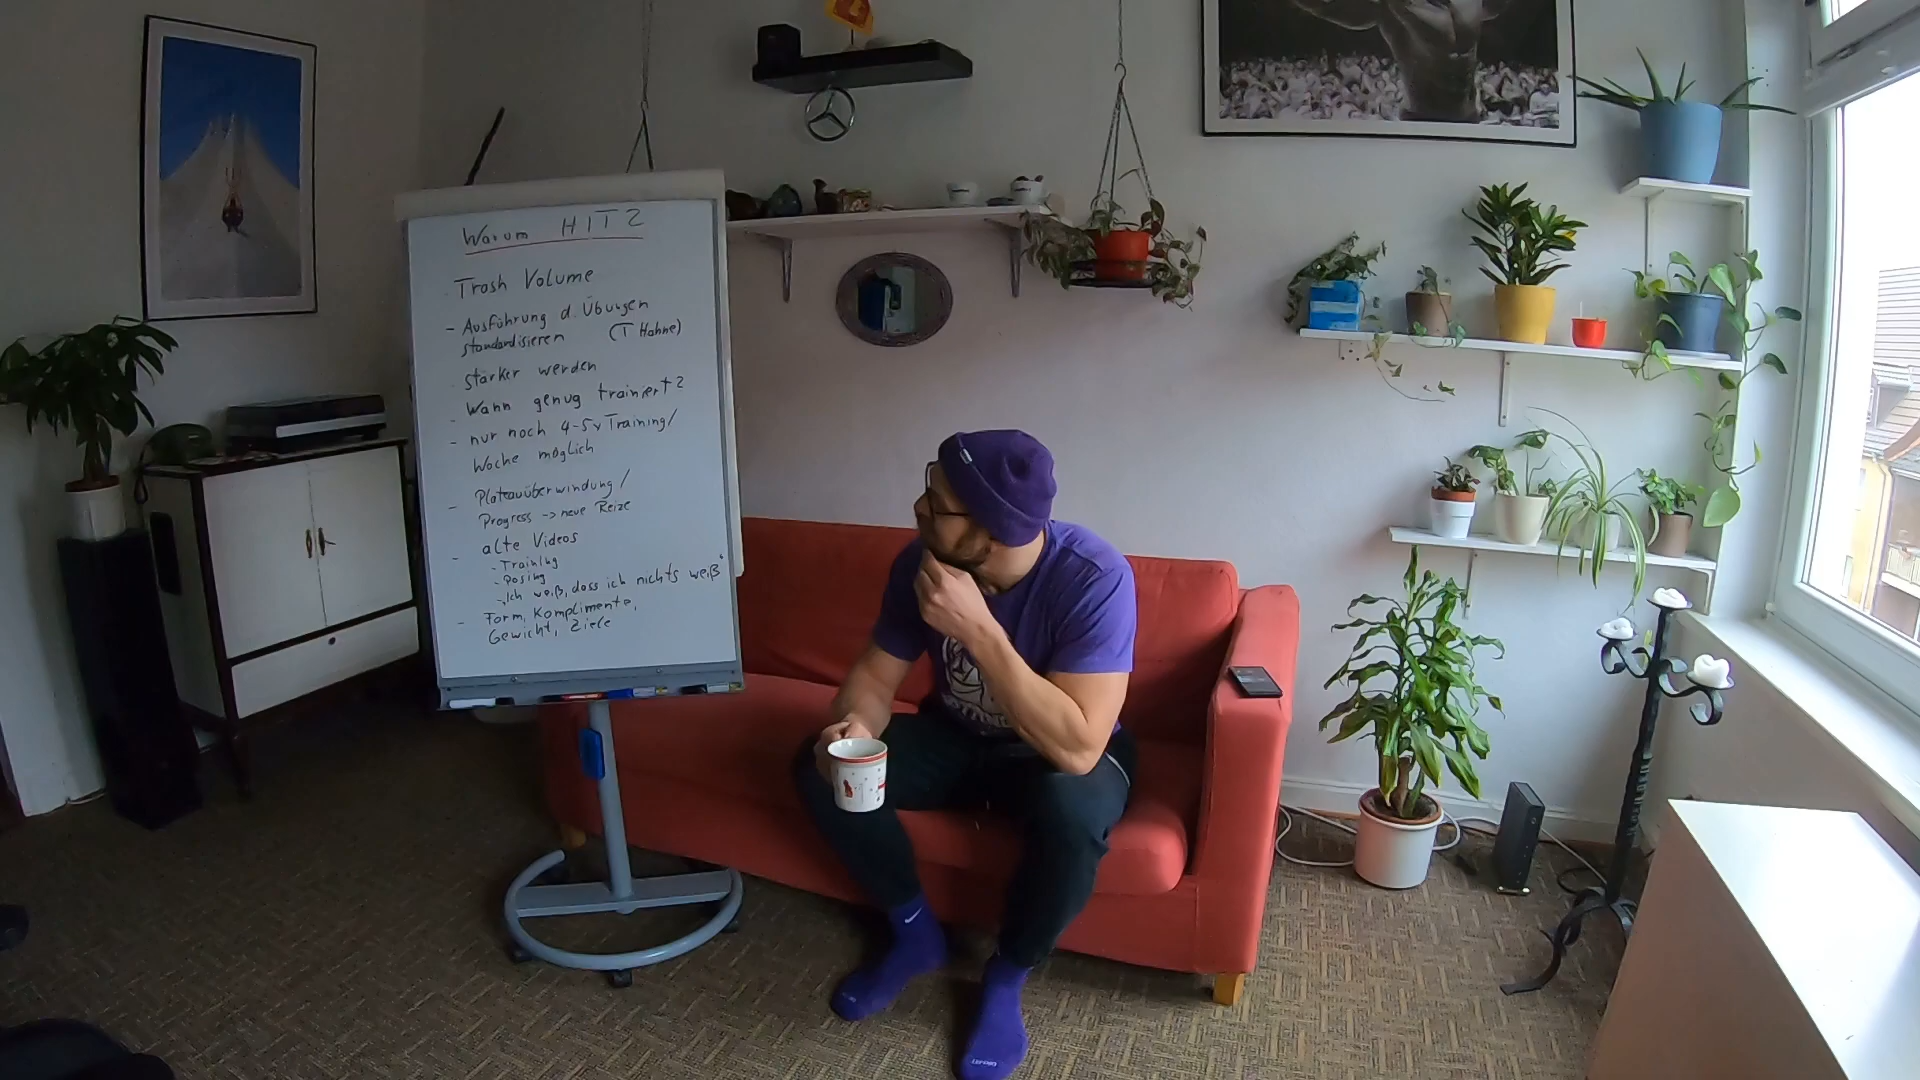 Warum HIT?
Trash Volume
- Ausführung d. Übungen
standardisieren (T Hahne)
- stärker werden
- Wann genug trainiert?
- nur noch 4-5x Training/
Woche möglich
- Plateauüberwindung /
Progress -> neue Reize
- alte Videos
- Training
- Posing
- „Ich weiß, dass ich nichts weiß“
- Form, Komplimente,
Gewicht, Ziele